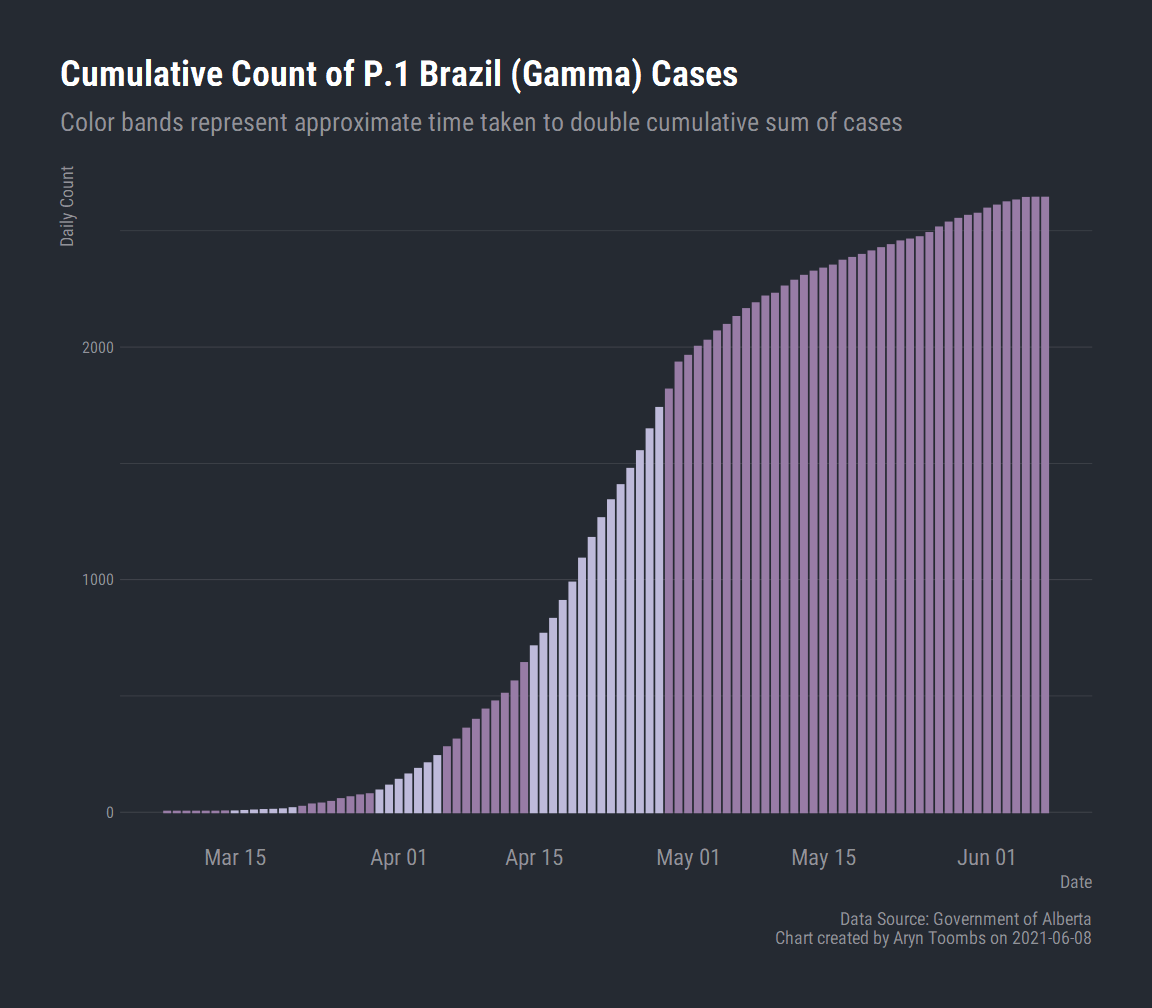 Cumulative Count of P.1 Brazil (Gamma) Cases
Color bands represent approximate time taken to double cumulative sum of cases
Daily Count
2000
1000
0
Mar 15 Apr 01 Apr 15 May 01 May 15 Jun 01
Date
Data Source: Government of Alberta
Chart created by Aryn Toombs on 2021-06-08